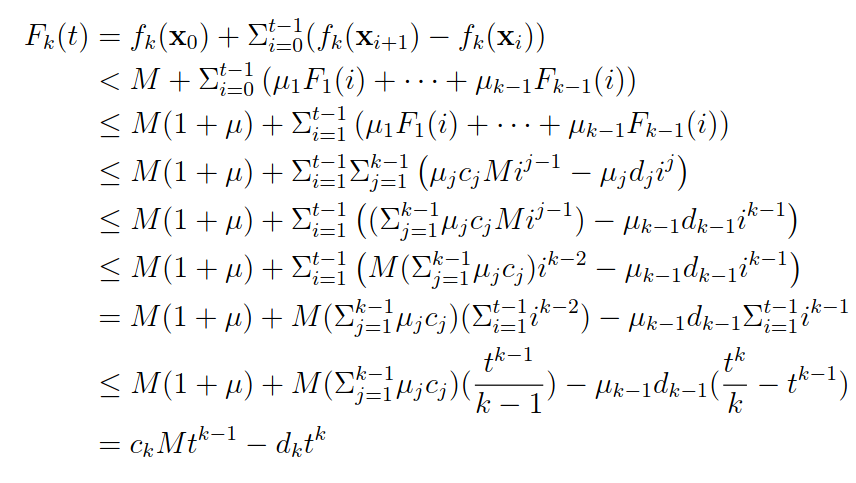 F_k(t) = f_k(𝐱_0) + Σ_{i=0}^{t−1}(f_k(𝐱_{i+1}) − f_k(𝐱_i))
< M + Σ_{i=0}^{t−1} (μ_1F_1(i) + ⋯ + μ_{k−1}F_{k−1}(i))
≤ M(1 + μ) + Σ_{i=1}^{t−1} (μ_1F_1(i) + ⋯ + μ_{k−1}F_{k−1}(i))
≤ M(1 + μ) + Σ_{i=1}^{t−1}Σ_{j=1}^{k−1} (μ_jc_jMi^{j−1} − μ_jd_ji^j)
≤ M(1 + μ) + Σ_{i=1}^{t−1} ((Σ_{j=1}^{k−1}μ_jc_jMi^{j−1}) − μ_{k−1}d_{k−1}i^{k−1})
≤ M(1 + μ) + Σ_{i=1}^{t−1} (M(Σ_{j=1}^{k−1}μ_jc_j)i^{k−2} − μ_{k−1}d_{k−1}i^{k−1})
= M(1 + μ) + M(Σ_{j=1}^{k−1}μ_jc_j)(Σ_{i=1}^{t−1}i^{k−2}) − μ_{k−1}d_{k−1}Σ_{i=1}^{t−1}i^{k−1}
≤ M(1 + μ) + M(Σ_{j=1}^{k−1}μ_jc_j)(\frac{t^{k−1}}{k − 1}) − μ_{k−1}d_{k−1}(\frac{t^k}{k} − t^{k−1})
= c_kMt^{k−1} − d_kt^k